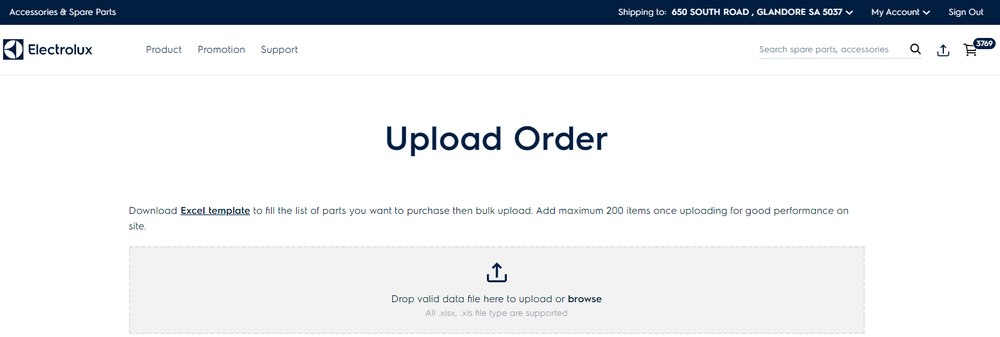 Accessories & Spare Parts
Shipping to: 650 SOUTH ROAD , GLANDORE SA 5037
My Account
Sign Out
Electrolux
Product
Promotion
Support
Search spare parts, accessories
3769
Upload Order
Download Excel template to fill the list of parts you want to purchase then bulk upload. Add maximum 200 items once uploading for good performance on
site.
Drop valid data file here to upload or browse
All .xlsx, .xls file type are supported